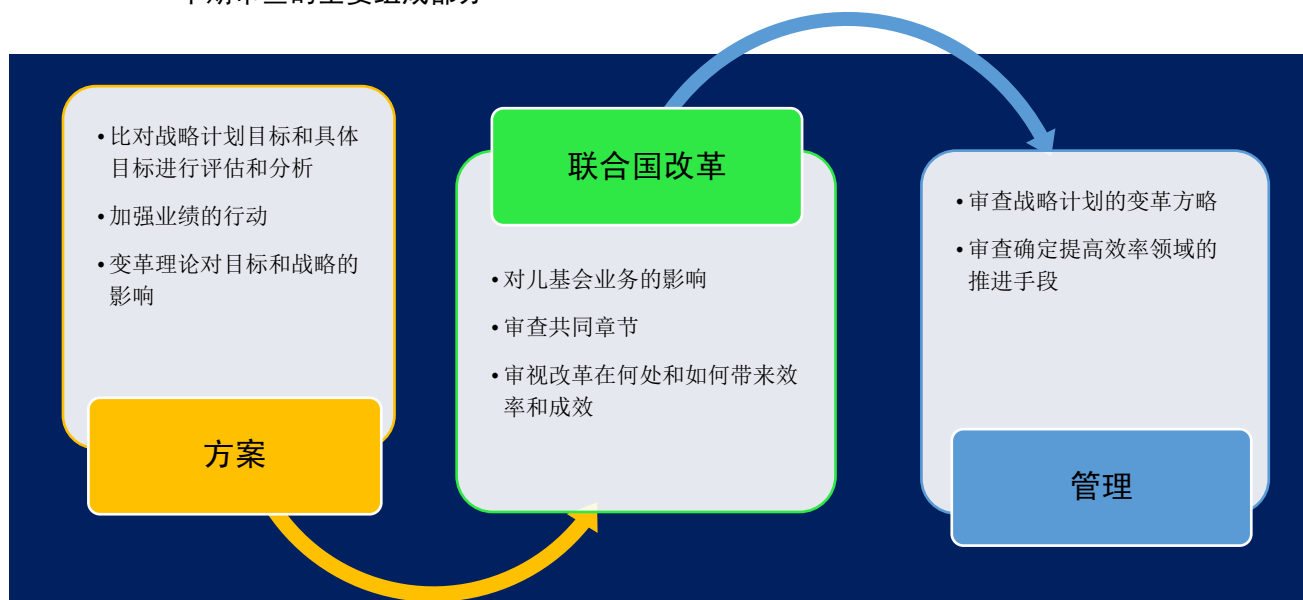 • 比对战略计划目标和具体
目标进行评估和分析
• 加强业绩的行动
• 变革理论对目标和战略的
影响
方案
联合国改革
• 对儿基会业务的影响
• 审查共同章节
• 审视改革在何处和如何带来效
率和成效
• 审查战略计划的变革方略
• 审查确定提高效率领域的
推进手段
管理